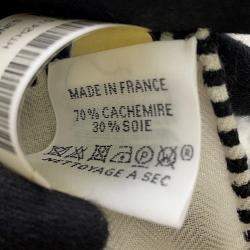 MADE IN FRANCE
70% CACHEMIRE
30% SOIE
NETTOYAGE A SEC